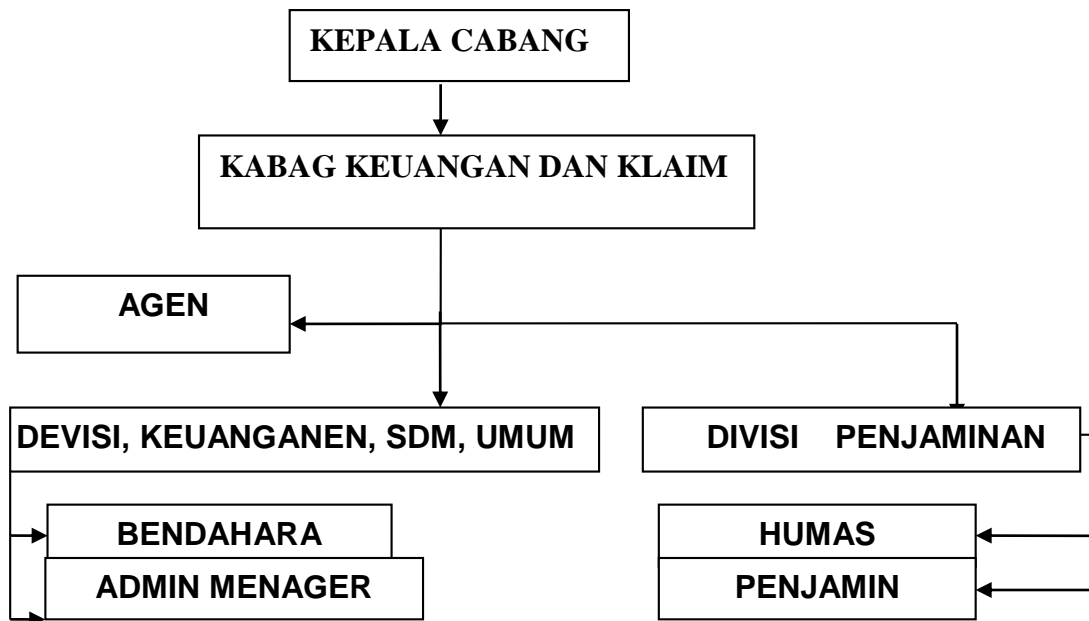 KEPALA CABANG
KABAG KEUANGAN DAN KLAIM
AGEN
DEVISI, KEUANGANEN, SDM, UMUM
DIVISI PENJAMINAN
BENDAHARA
HUMAS
ADMIN MENAGER
PENJAMIN